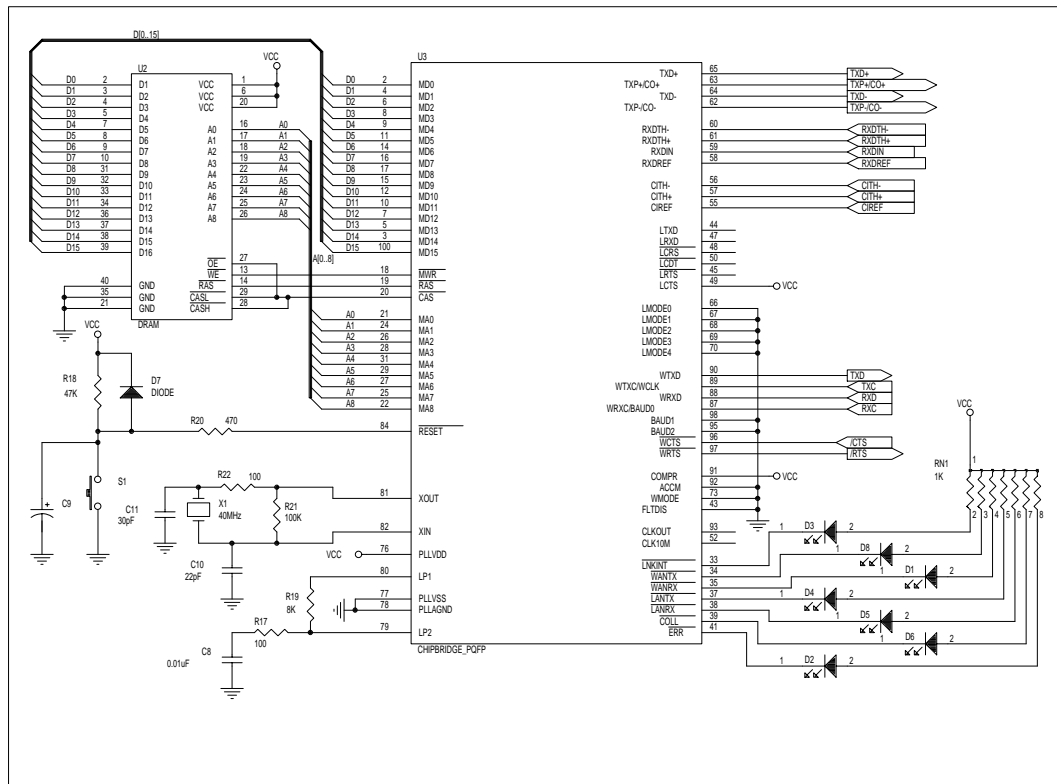 D[0..15]
U2
DRAM
D0 2 D1
D1 3 D2
D2 4 D3
D3 5 D4
D4 7 D5
D5 8 D6
D6 9 D7
D7 10 D8
D8 31 D9
D9 32 D10
D10 33 D11
D11 34 D12
D12 36 D13
D13 37 D14
D14 38 D15
D15 39 D16
40 GND
35 GND
21 GND
VCC
VCC 1
VCC 6
VCC 20
A0 16 A0
A1 17 A1
A2 18 A2
A3 19 A3
A4 22 A4
A5 23 A5
A6 24 A6
A7 25 A7
A8 26 A8
OE 27
WE 13
RAS 14
CASL 29
CASH 28
A[0..8]
U3
CHIPBRIDGE_PQFP
D0 2 MD0
D1 4 MD1
D2 6 MD2
D3 8 MD3
D4 9 MD4
D5 11 MD5
D6 14 MD6
D7 16 MD7
D8 17 MD8
D9 15 MD9
D10 12 MD10
D11 10 MD11
D12 7 MD12
D13 5 MD13
D14 3 MD14
D15 100 MD15
18 MWR
19 RAS
20 CAS
A0 21 MA0
A1 24 MA1
A2 26 MA2
A3 28 MA3
A4 31 MA4
A5 29 MA5
A6 27 MA6
A7 25 MA7
A8 22 MA8
84 RESET
81 XOUT
82 XIN
VCC 76 PLLVDD
80 LP1
77 PLLVSS
78 PLLAGND
79 LP2
TXD+ 65 TXD+
TXP+/CO+ 63 TXP+/CO+
TXD- 64 TXD-
TXP-/CO- 62 TXP-/CO-
RXDTH- 60 RXDTH-
RXDTH+ 61 RXDTH+
RXDIN 59 RXDIN
RXDREF 58 RXDREF
CITH- 56 CITH-
CITH+ 57 CITH+
CIREF 55 CIREF
LTXD 44
LRXD 47
LCRS 48
LCDT 50
LRTS 45
LCTS 49 VCC
LMODE0 66
LMODE1 67
LMODE2 68
LMODE3 69
LMODE4 70
WTXD 90 TXD
WTXC/WCLK 89 TXC
WRXD 88 RXD
WRXC/BAUD0 87 RXC
BAUD1 98
BAUD2 95
WCTS 96 /CTS
WRTS 97 /RTS
COMPR 91 VCC
ACCM 92
WMODE 73
FLTDIS 43
CLKOUT 93
CLK10M 52
LNKINT 33
WANTX 34
WANRX 35
LANTX 37
LANRX 38
COLL 39
ERR 41
VCC
R18
47K
D7
DIODE
R20 470
S1
C9
+
R22 100
C11
30pF
X1
40MHz
R21
100K
C10
22pF
R19
8K
R17
100
C8
0.01uF
VCC
RN1
1K
1
2 3 4 5 6 7 8
1 D3 2
1 D8 2
1 D1 2
1 D4 2
1 D5 2
1 D6 2
1 D2 2